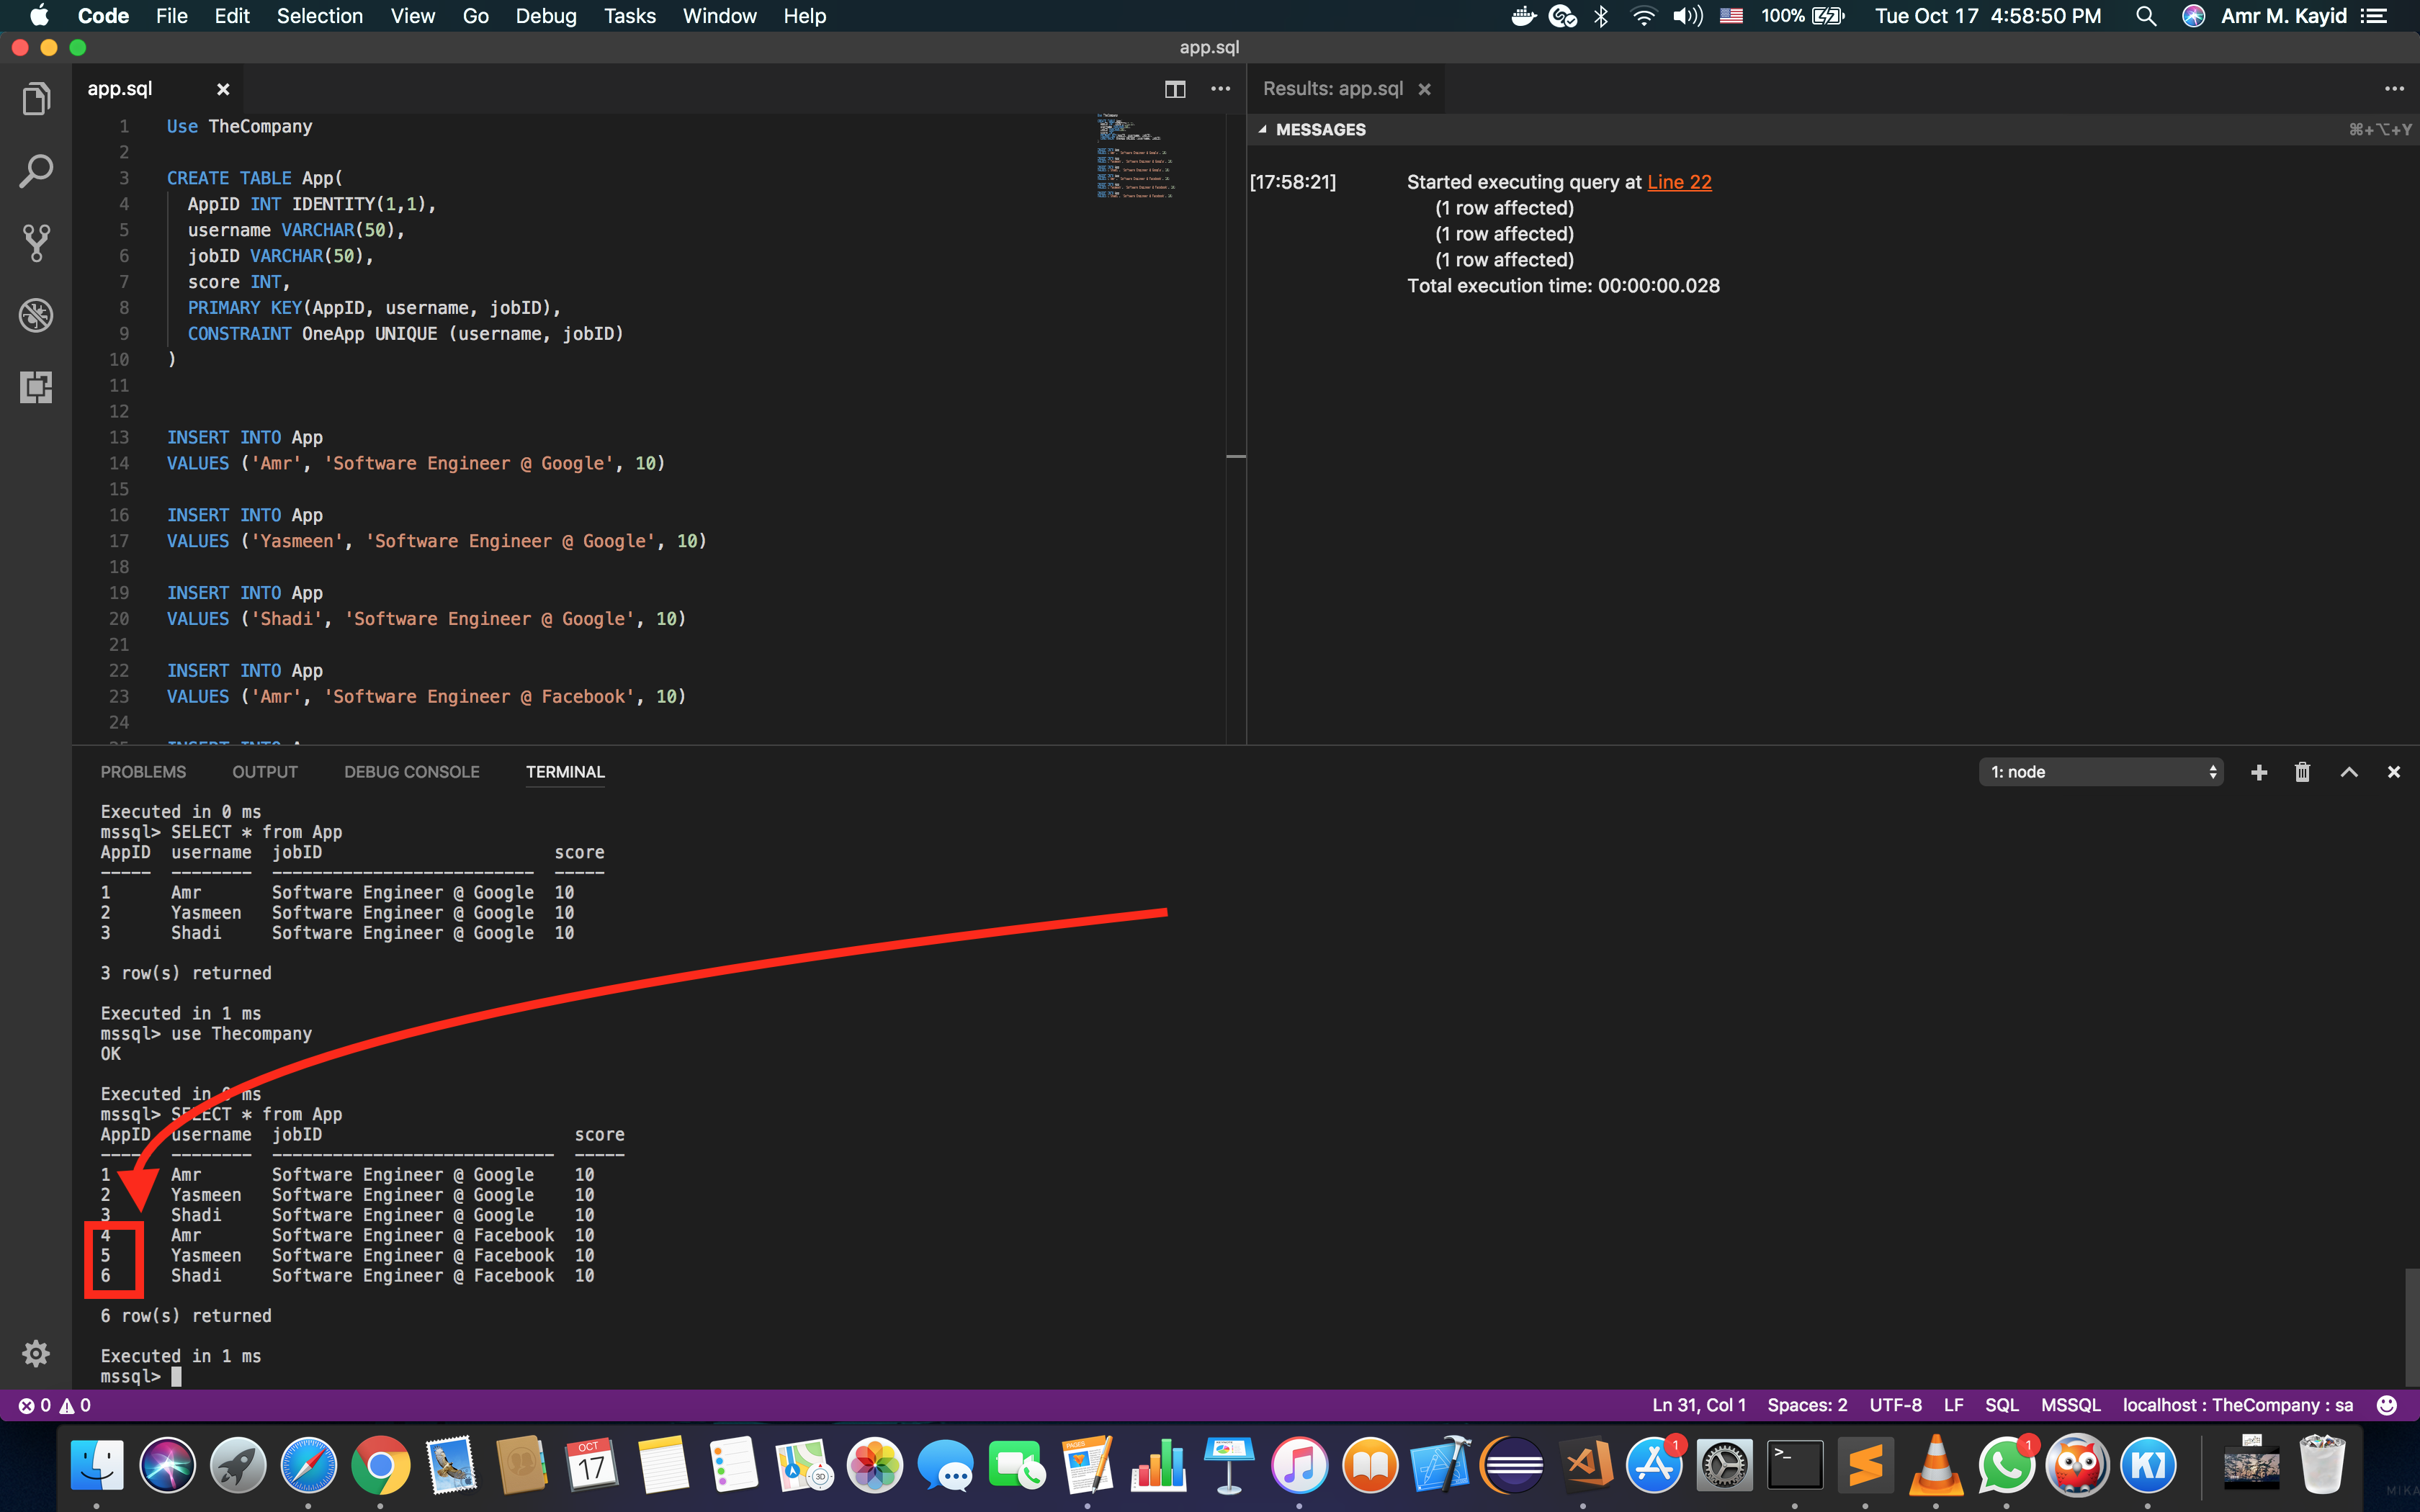 Code File Edit Selection View Go Debug Tasks Window Help 100% Tue Oct 17 4:58:50 PM Amr M. Kayid
app.sql
app.sql
Results: app.sql
MESSAGES ⌘+⌥+Y
1 Use TheCompany
2
3 CREATE TABLE App(
4 AppID INT IDENTITY(1,1),
5 username VARCHAR(50),
6 jobID VARCHAR(50),
7 score INT,
8 PRIMARY KEY(AppID, username, jobID),
9 CONSTRAINT OneApp UNIQUE (username, jobID)
10 )
11
12
13 INSERT INTO App
14 VALUES ('Amr', 'Software Engineer @ Google', 10)
15
16 INSERT INTO App
17 VALUES ('Yasmeen', 'Software Engineer @ Google', 10)
18
19 INSERT INTO App
20 VALUES ('Shadi', 'Software Engineer @ Google', 10)
21
22 INSERT INTO App
23 VALUES ('Amr', 'Software Engineer @ Facebook', 10)
24
[17:58:21] Started executing query at Line 22
(1 row affected)
(1 row affected)
(1 row affected)
Total execution time: 00:00:00.028
PROBLEMS OUTPUT DEBUG CONSOLE TERMINAL 1: node
Executed in 0 ms
mssql> SELECT * from App
AppID username jobID score
----- -------- -------------------------- -----
1 Amr Software Engineer @ Google 10
2 Yasmeen Software Engineer @ Google 10
3 Shadi Software Engineer @ Google 10
3 row(s) returned
Executed in 1 ms
mssql> use Thecompany
OK
Executed in 0 ms
mssql> SELECT * from App
AppID username jobID score
----- -------- ---------------------------- -----
1 Amr Software Engineer @ Google 10
2 Yasmeen Software Engineer @ Google 10
3 Shadi Software Engineer @ Google 10
4 Amr Software Engineer @ Facebook 10
5 Yasmeen Software Engineer @ Facebook 10
6 Shadi Software Engineer @ Facebook 10
6 row(s) returned
Executed in 1 ms
mssql>
0 0 Ln 31, Col 1 Spaces: 2 UTF-8 LF SQL MSSQL localhost : TheCompany : sa
OCT
17
PAGES
3D
1
>_
1